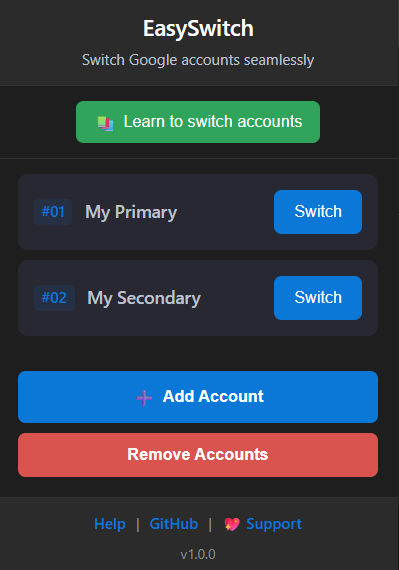 EasySwitch
Switch Google accounts seamlessly
Learn to switch accounts
#01 My Primary Switch
#02 My Secondary Switch
Add Account
Remove Accounts
Help | GitHub | 💖 Support
v1.0.0